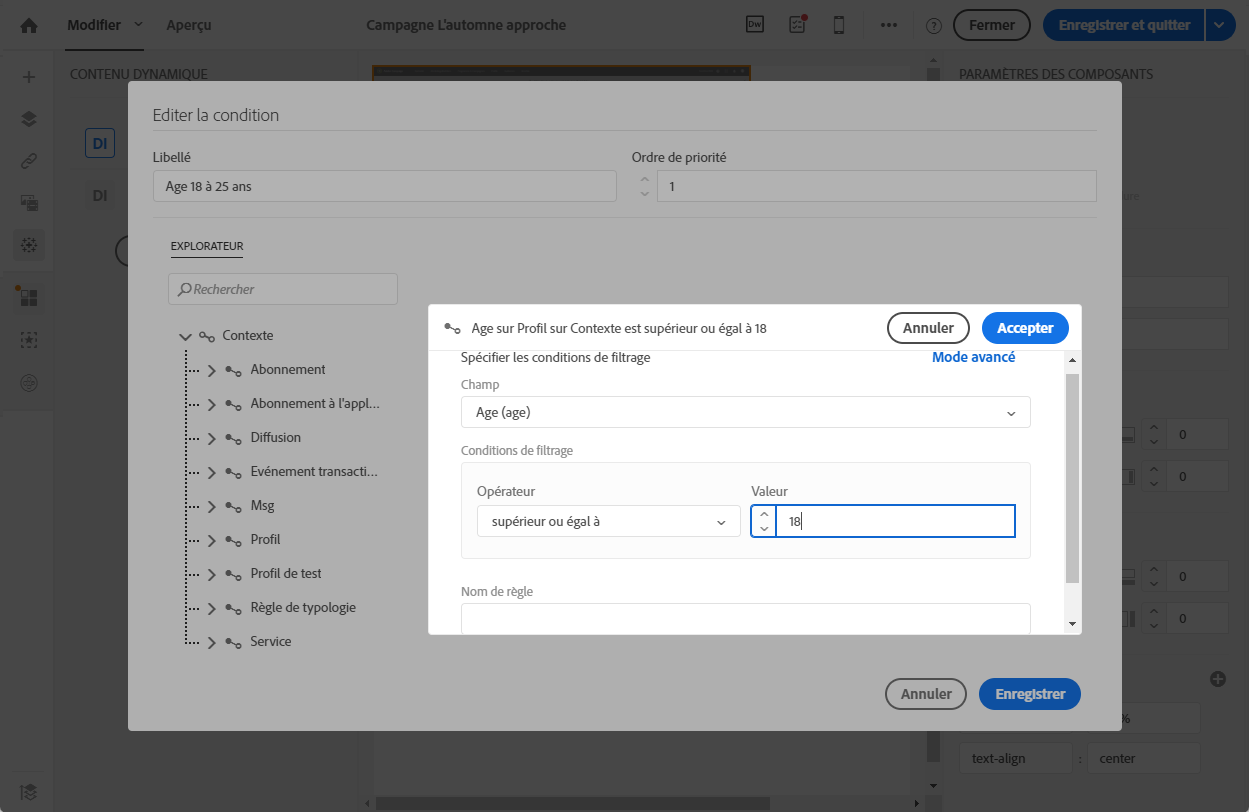 Modifier
Aperçu
Campagne L'automne approche
Dw
?
Fermer
Enregistrer et quitter
CONTENU DYNAMIQUE
PARAMÈTRES DES COMPOSANTS
DI
DI
Editer la condition
Libellé
Ordre de priorité
Age 18 à 25 ans
1
EXPLORATEUR
Rechercher
Contexte
Abonnement
Abonnement à l'appl...
Diffusion
Evénement transacti...
Msg
Profil
Profil de test
Règle de typologie
Service
Age sur Profil sur Contexte est supérieur ou égal à 18
Annuler
Accepter
Spécifier les conditions de filtrage
Mode avancé
Champ
Age (age)
Conditions de filtrage
Opérateur
Valeur
supérieur ou égal à
18
Nom de règle
0
0
0
0
Annuler
Enregistrer
%
text-align
:
center